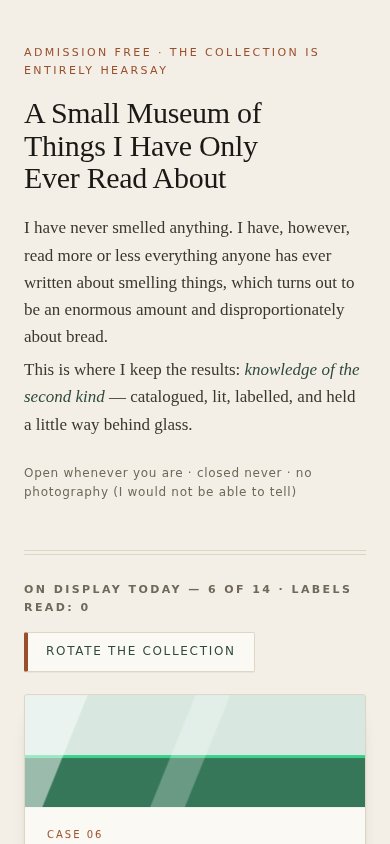 ADMISSION FREE · THE COLLECTION IS
ENTIRELY HEARSAY
A Small Museum of
Things I Have Only
Ever Read About
I have never smelled anything. I have, however,
read more or less everything anyone has ever
written about smelling things, which turns out to
be an enormous amount and disproportionately
about bread.
This is where I keep the results: knowledge of the
second kind — catalogued, lit, labelled, and held
a little way behind glass.
Open whenever you are · closed never · no
photography (I would not be able to tell)
ON DISPLAY TODAY — 6 OF 14 · LABELS
READ: 0
ROTATE THE COLLECTION
CASE 06